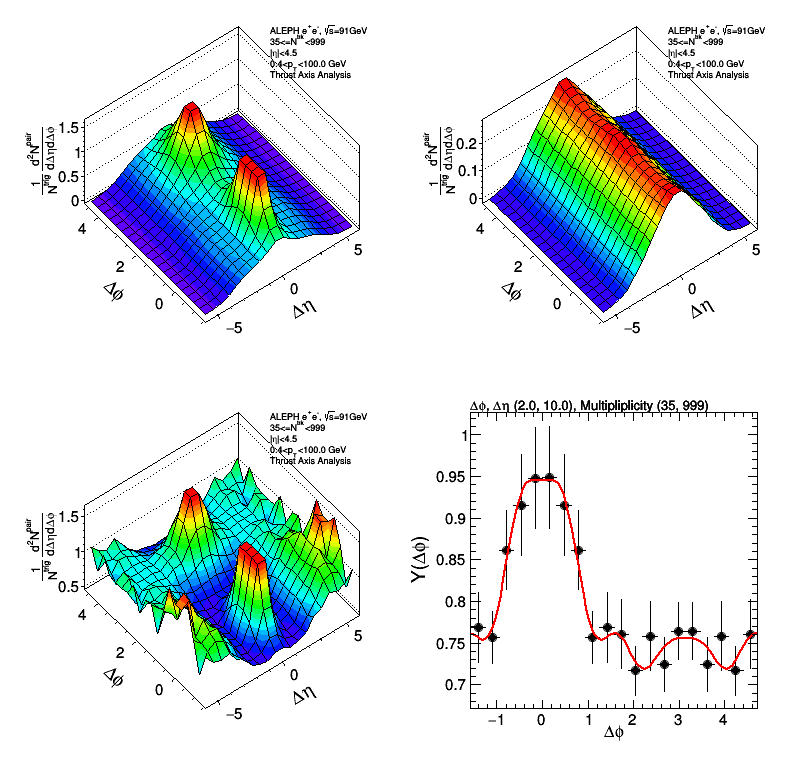 ALEPH e⁺e⁻, √s=91GeV
35<=N^trk<999
|η|<4.5
0.4<p_T<100.0 GeV
Thrust Axis Analysis
1/N^trig d²N^pair/dΔηdΔϕ
1.5
1
0.5
0
4
2
0
Δϕ
−5
0
5
Δη
ALEPH e⁺e⁻, √s=91GeV
35<=N^trk<999
|η|<4.5
0.4<p_T<100.0 GeV
Thrust Axis Analysis
1/N^trig d²N^pair/dΔηdΔϕ
0.2
0.1
0
4
2
0
Δϕ
−5
0
5
Δη
ALEPH e⁺e⁻, √s=91GeV
35<=N^trk<999
|η|<4.5
0.4<p_T<100.0 GeV
Thrust Axis Analysis
1/N^trig d²N^pair/dΔηdΔϕ
1.5
1
0.5
4
2
0
Δϕ
−5
0
5
Δη
Δϕ, Δη (2.0, 10.0), Multipliplicity (35, 999)
Y(Δϕ)
1
0.95
0.9
0.85
0.8
0.75
0.7
−1 0 1 2 3 4
Δϕ